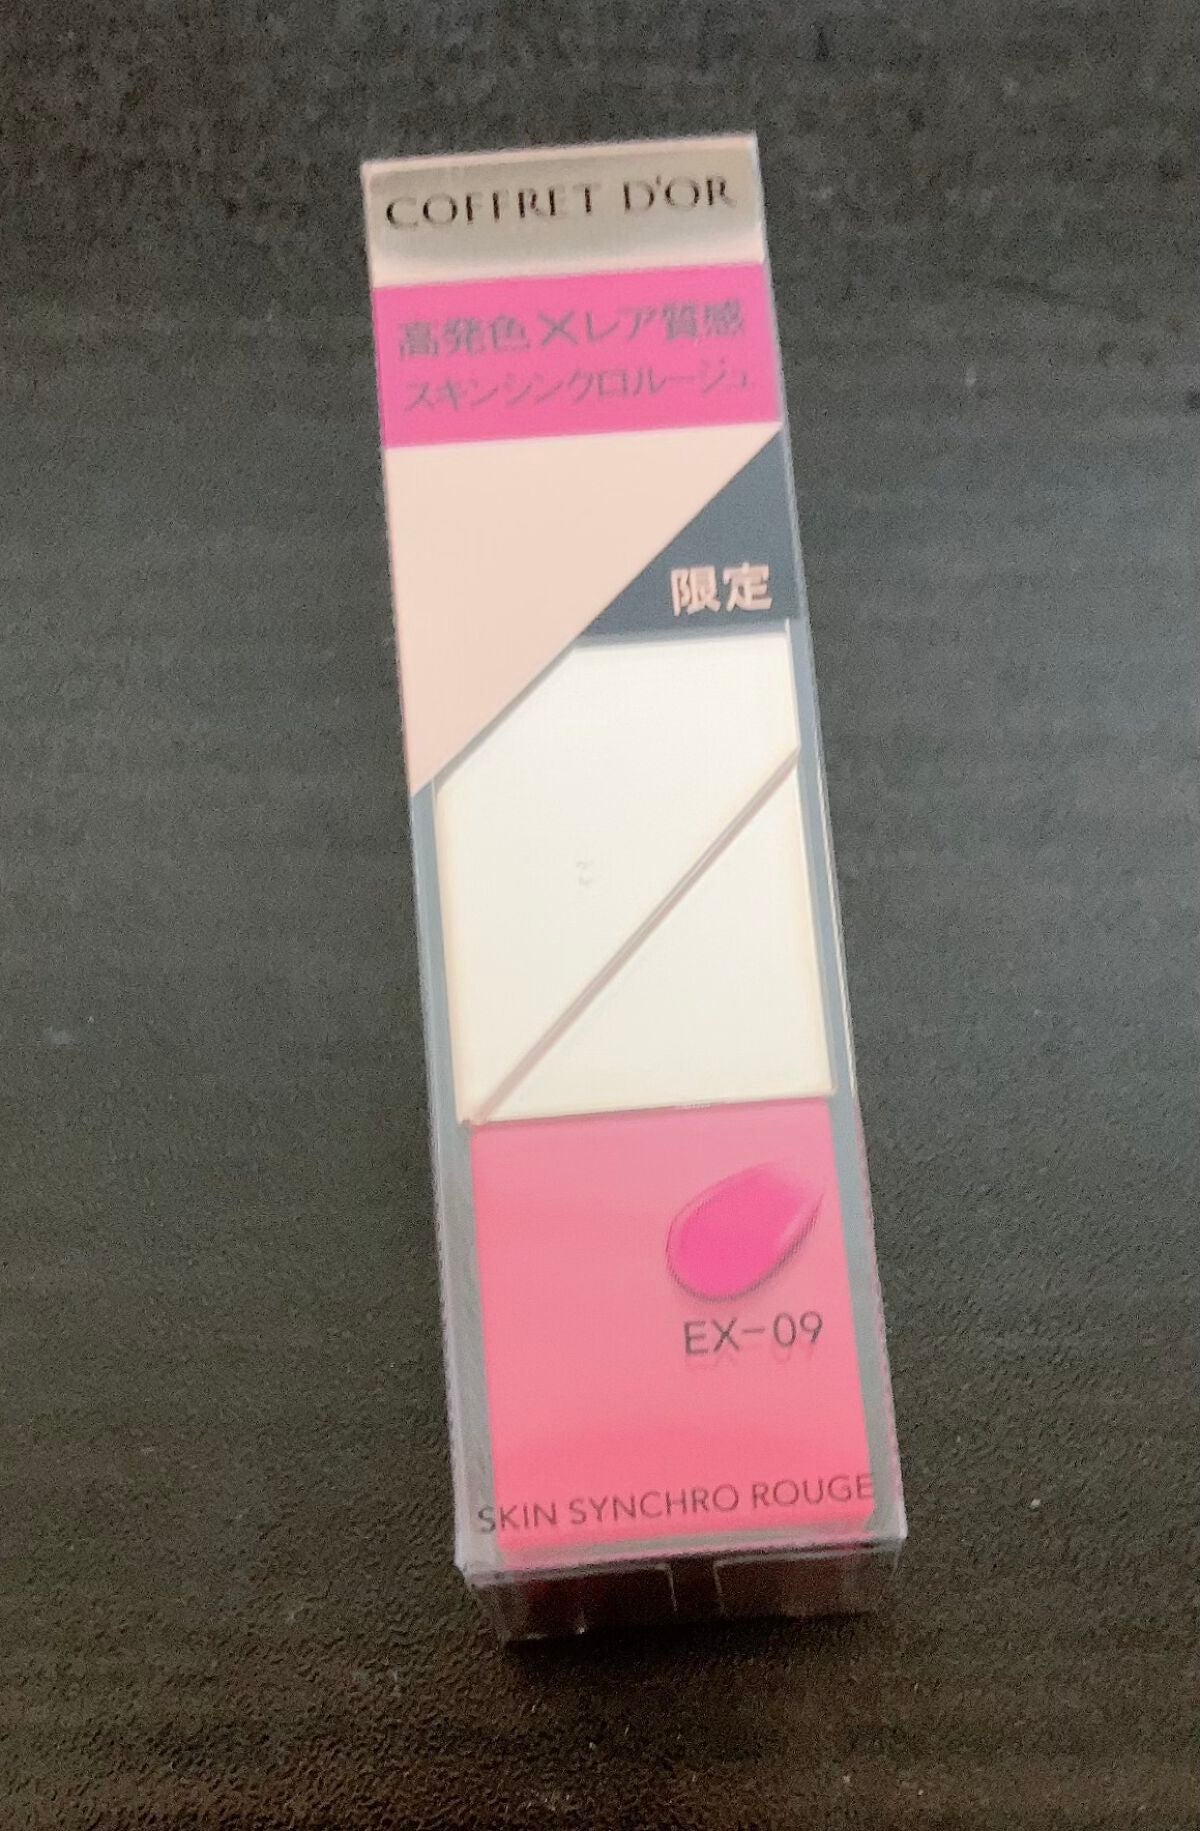 COFFRET D'OR
高発色×レア質感
スキンシンクロルージュ
限定
EX-09
SKIN SYNCHRO ROUGE